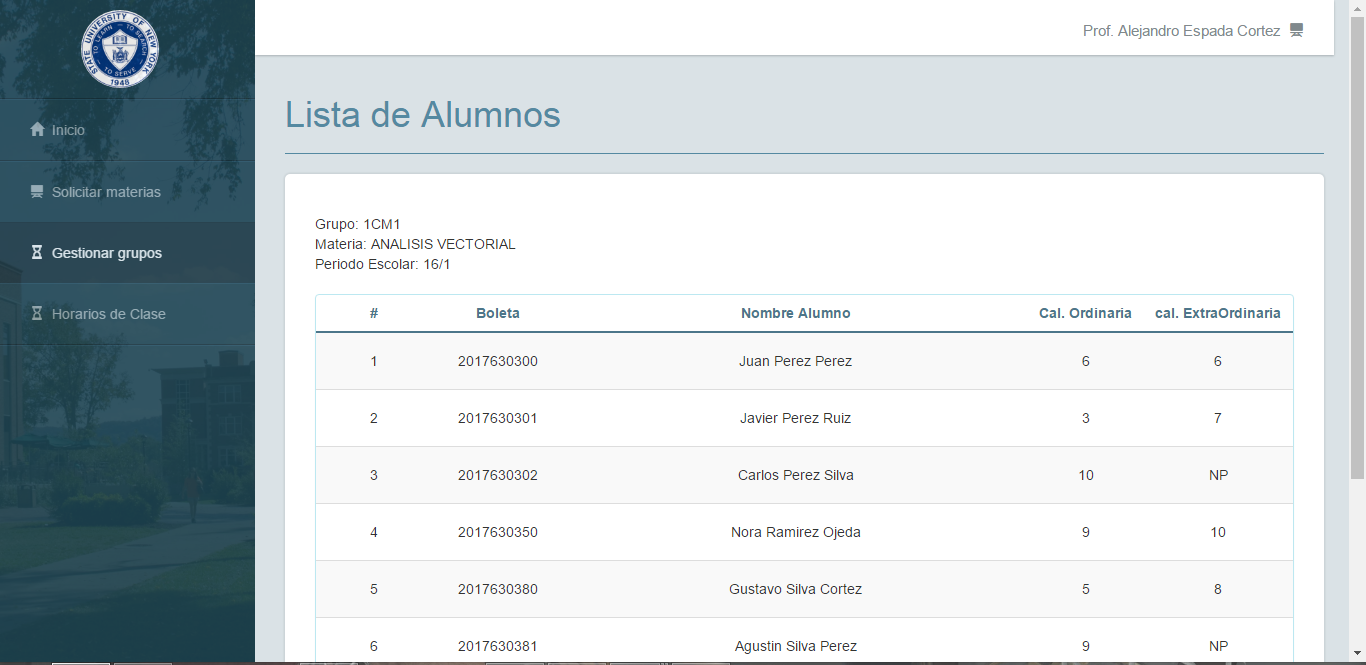 STATE UNIVERSITY OF NEW YORK
TO LEARN - TO SEARCH
TO SERVE
1948
Prof. Alejandro Espada Cortez
Inicio
Solicitar materias
Gestionar grupos
Horarios de Clase
Lista de Alumnos
Grupo: 1CM1
Materia: ANALISIS VECTORIAL
Periodo Escolar: 16/1
# Boleta Nombre Alumno Cal. Ordinaria cal. ExtraOrdinaria
1 2017630300 Juan Perez Perez 6 6
2 2017630301 Javier Perez Ruiz 3 7
3 2017630302 Carlos Perez Silva 10 NP
4 2017630350 Nora Ramirez Ojeda 9 10
5 2017630380 Gustavo Silva Cortez 5 8
6 2017630381 Agustin Silva Perez 9 NP